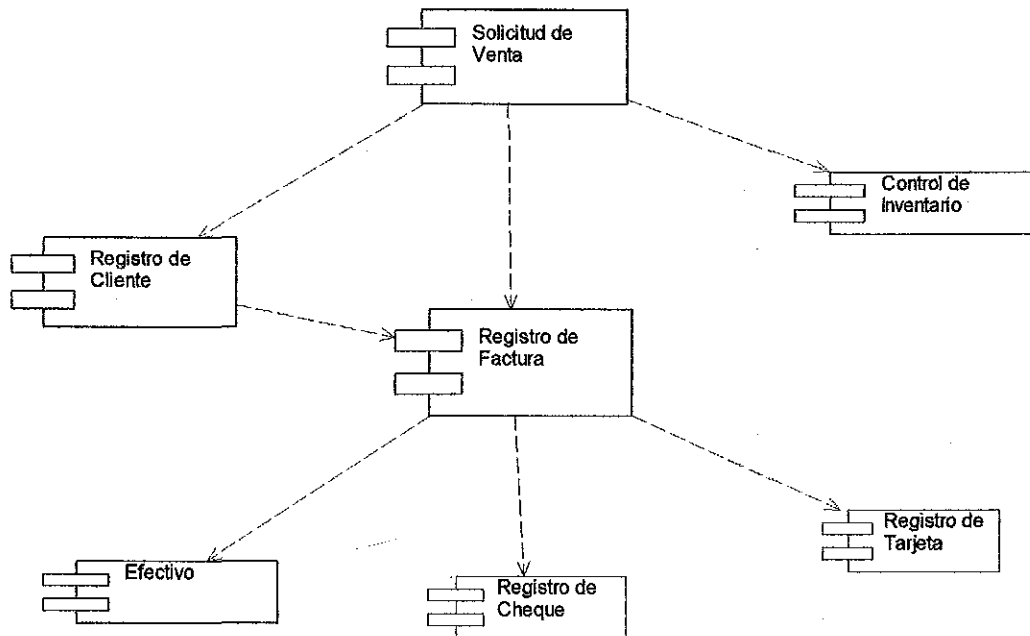 Solicitud de
Venta
Control de
Inventario
Registro de
Cliente
Registro de
Factura
Registro de
Tarjeta
Efectivo
Registro de
Cheque